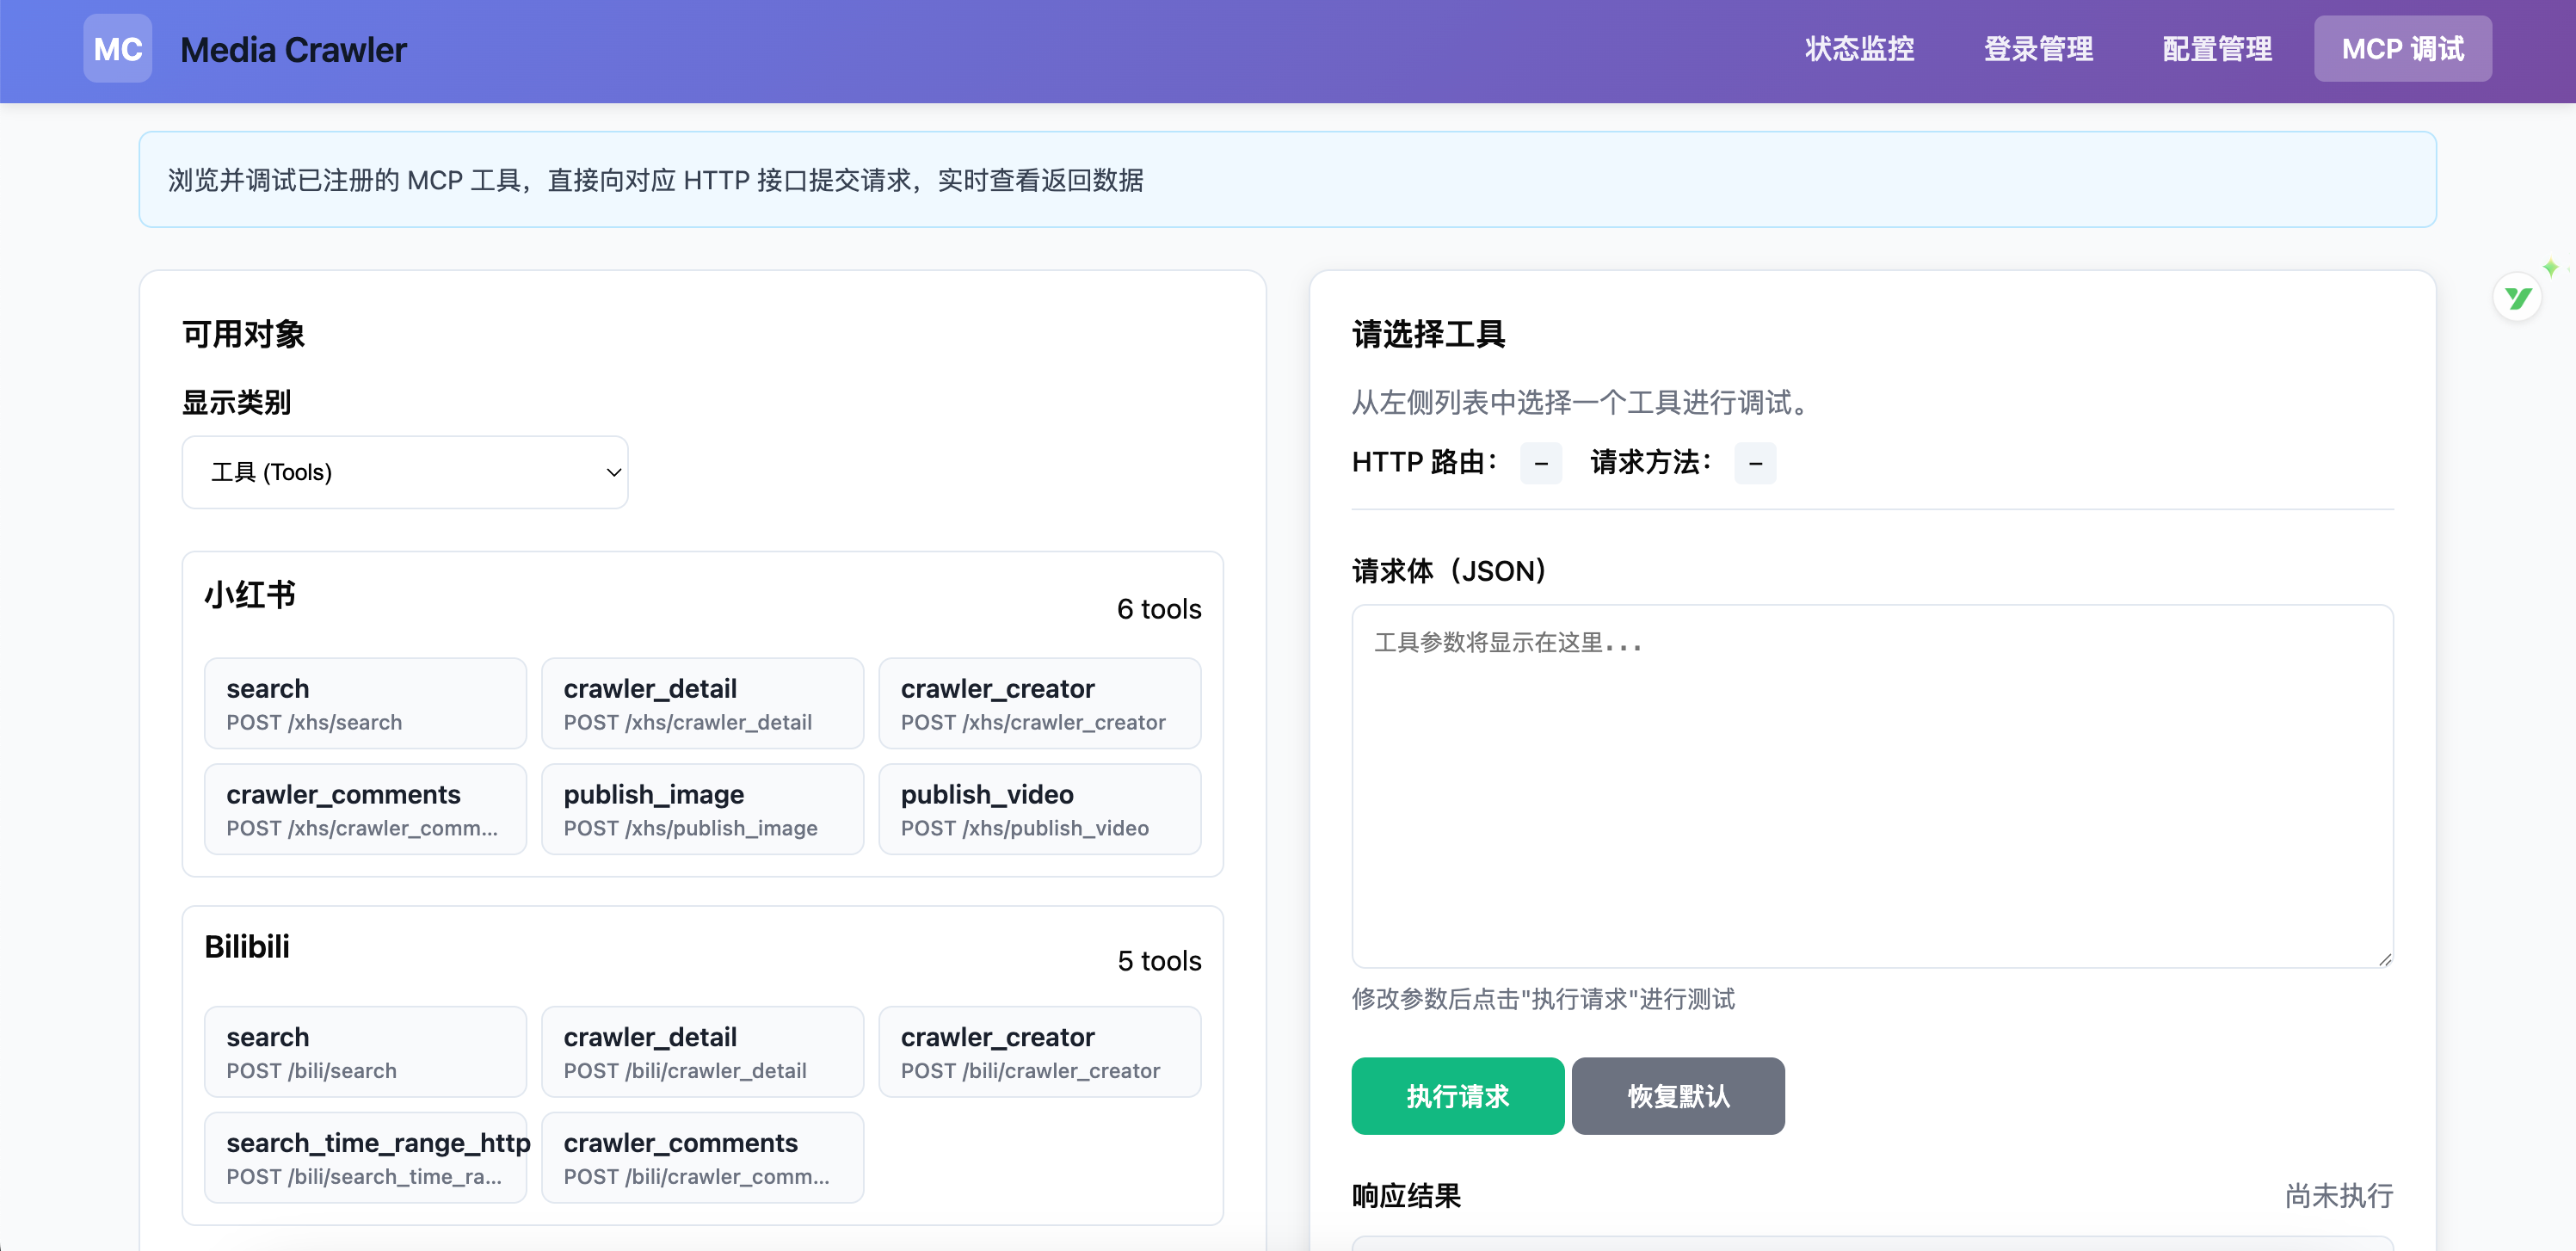 MC
Media Crawler
状态监控
登录管理
配置管理
MCP 调试
浏览并调试已注册的 MCP 工具，直接向对应 HTTP 接口提交请求，实时查看返回数据
可用对象
显示类别
工具 (Tools)
小红书
6 tools
search
POST /xhs/search
crawler_detail
POST /xhs/crawler_detail
crawler_creator
POST /xhs/crawler_creator
crawler_comments
POST /xhs/crawler_comm...
publish_image
POST /xhs/publish_image
publish_video
POST /xhs/publish_video
Bilibili
5 tools
search
POST /bili/search
crawler_detail
POST /bili/crawler_detail
crawler_creator
POST /bili/crawler_creator
search_time_range_http
POST /bili/search_time_ra...
crawler_comments
POST /bili/crawler_comm...
请选择工具
从左侧列表中选择一个工具进行调试。
HTTP 路由： – 请求方法： –
请求体（JSON）
工具参数将显示在这里...
修改参数后点击"执行请求"进行测试
执行请求
恢复默认
响应结果
尚未执行